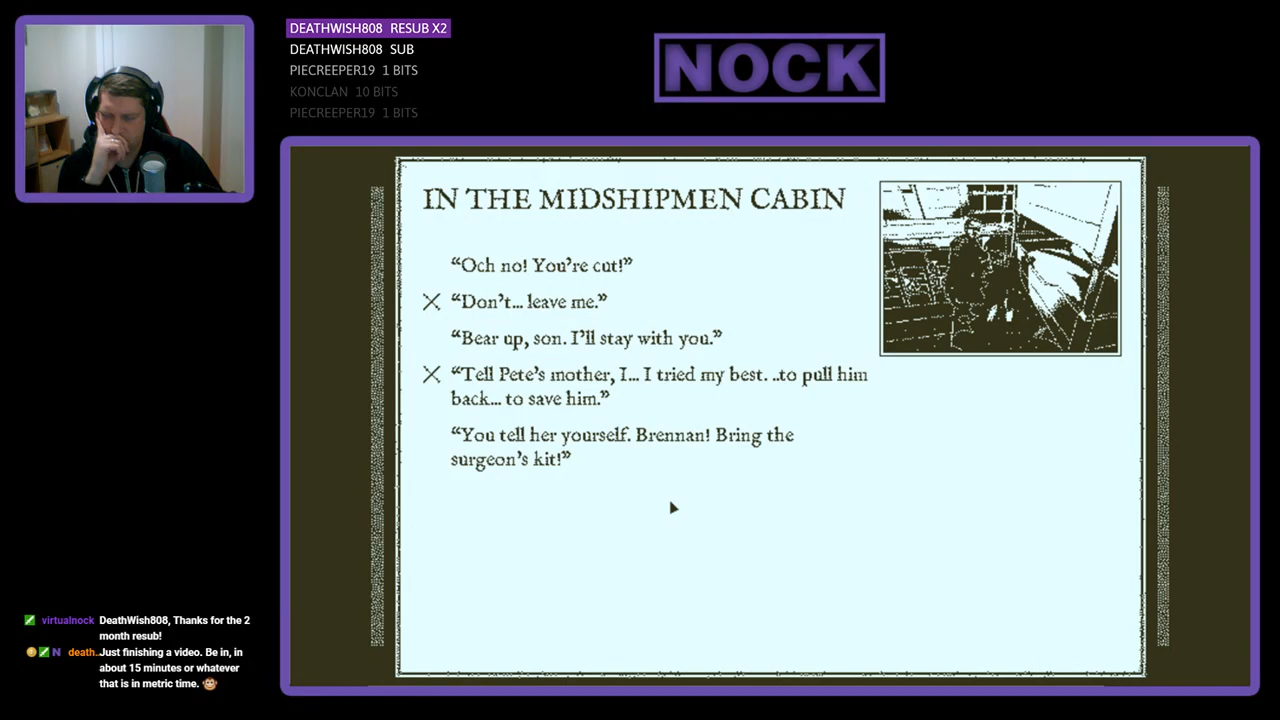 DEATHWISH808 RESUB X2
DEATHWISH808 SUB
PIECREEPER19 1 BITS
KONCLAN 10 BITS
PIECREEPER19 1 BITS
NOCK
IN THE MIDSHIPMEN CABIN
“Och no! You’re cut!”
“Don’t... leave me.”
“Bear up, son. I’ll stay with you.”
“Tell Pete’s mother, I... I tried my best. ..to pull him
back... to save him.”
“You tell her yourself. Brennan! Bring the
surgeon’s kit!”
virtualnock DeathWish808, Thanks for the 2
month resub!
N death..Just finishing a video. Be in, in
about 15 minutes or whatever
that is in metric time.